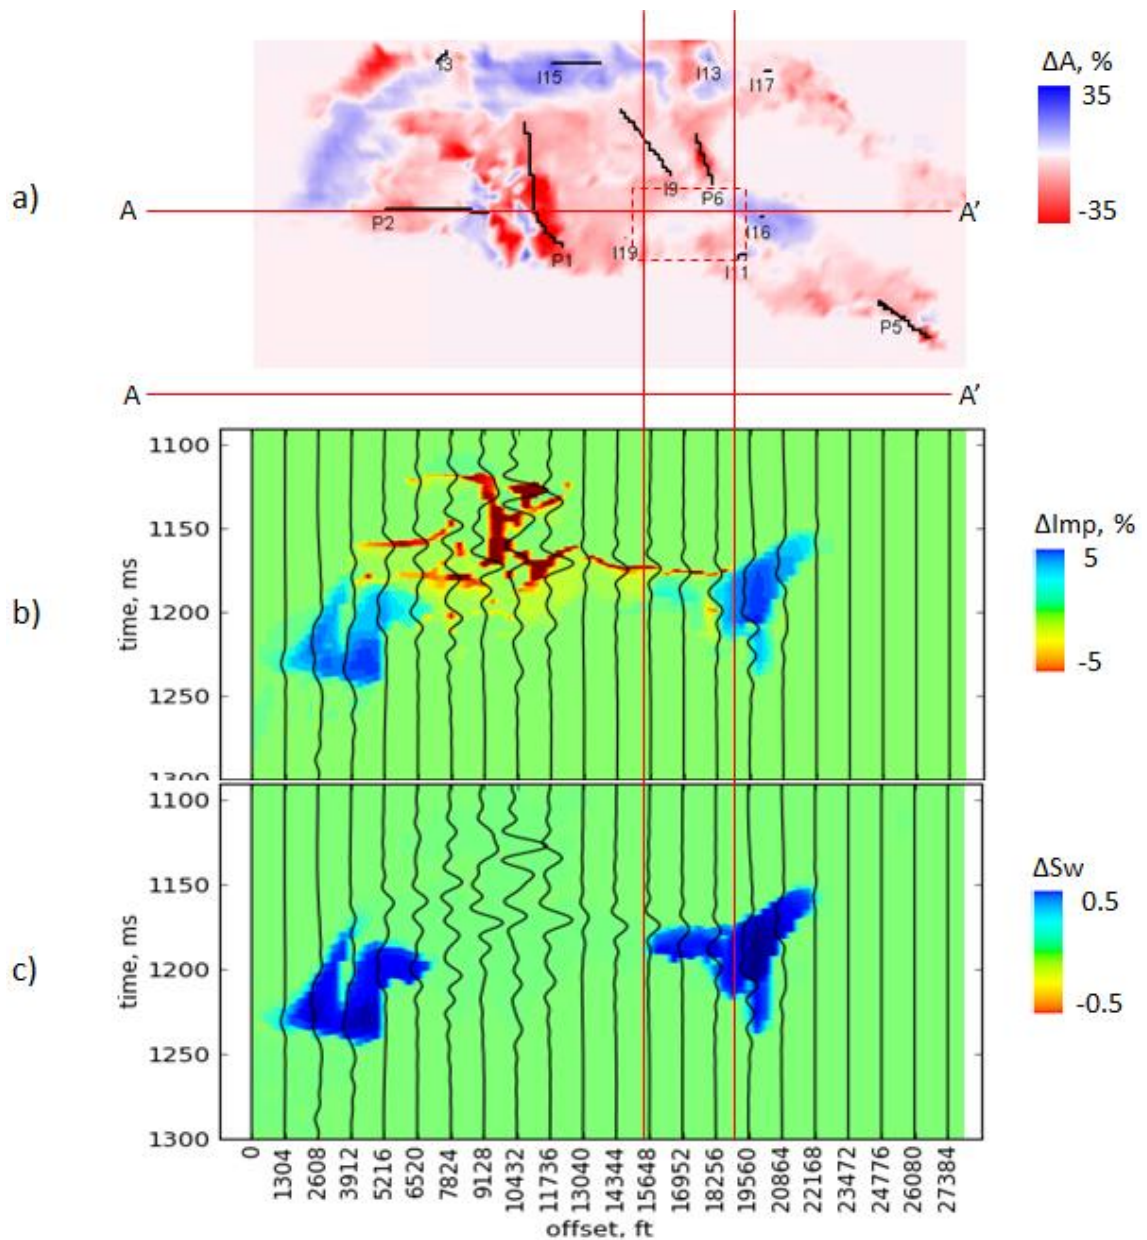 a)
ΔA, %
35
-35
I3
I15
I13
I17
I9
P6
A
A'
P2
I16
I19
P1
I11
P5
A
A'
b)
time, ms
1100
1150
1200
1250
1300
ΔImp, %
5
-5
c)
time, ms
1100
1150
1200
1250
1300
ΔSw
0.5
-0.5
0
1304
2608
3912
5216
6520
7824
9128
10432
11736
13040
14344
15648
16952
18256
19560
20864
22168
23472
24776
26080
27384
offset, ft